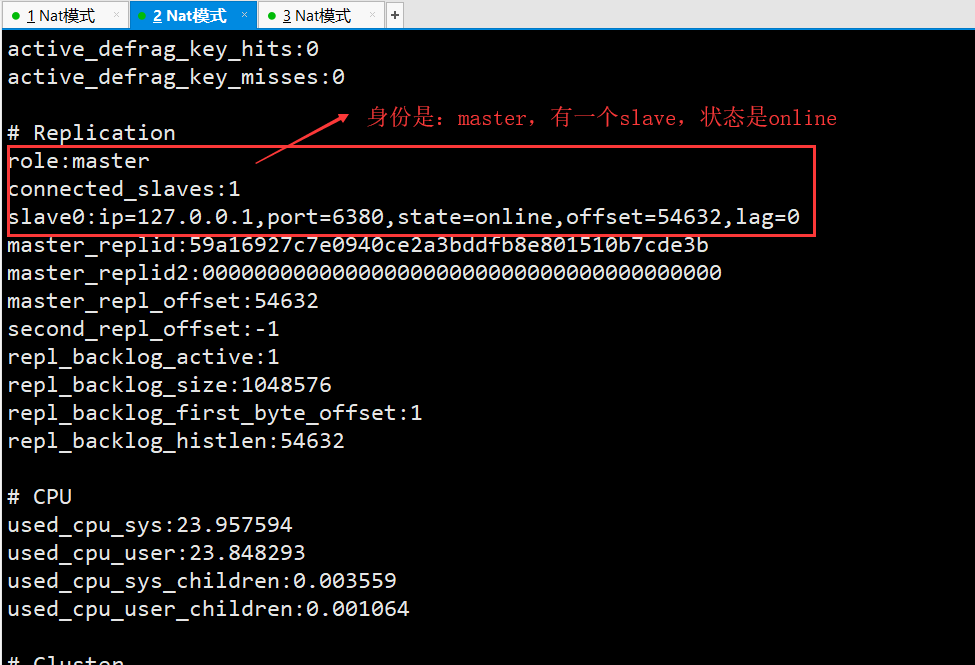 1 Nat模式 × 2 Nat模式 × 3 Nat模式 × +
active_defrag_key_hits:0
active_defrag_key_misses:0
身份是：master，有一个slave，状态是online
# Replication
role:master
connected_slaves:1
slave0:ip=127.0.0.1,port=6380,state=online,offset=54632,lag=0
master_replid:59a16927c7e0940ce2a3bddfb8e801510b7cde3b
master_replid2:0000000000000000000000000000000000000000
master_repl_offset:54632
second_repl_offset:-1
repl_backlog_active:1
repl_backlog_size:1048576
repl_backlog_first_byte_offset:1
repl_backlog_histlen:54632
# CPU
used_cpu_sys:23.957594
used_cpu_user:23.848293
used_cpu_sys_children:0.003559
used_cpu_user_children:0.001064
# Cluster